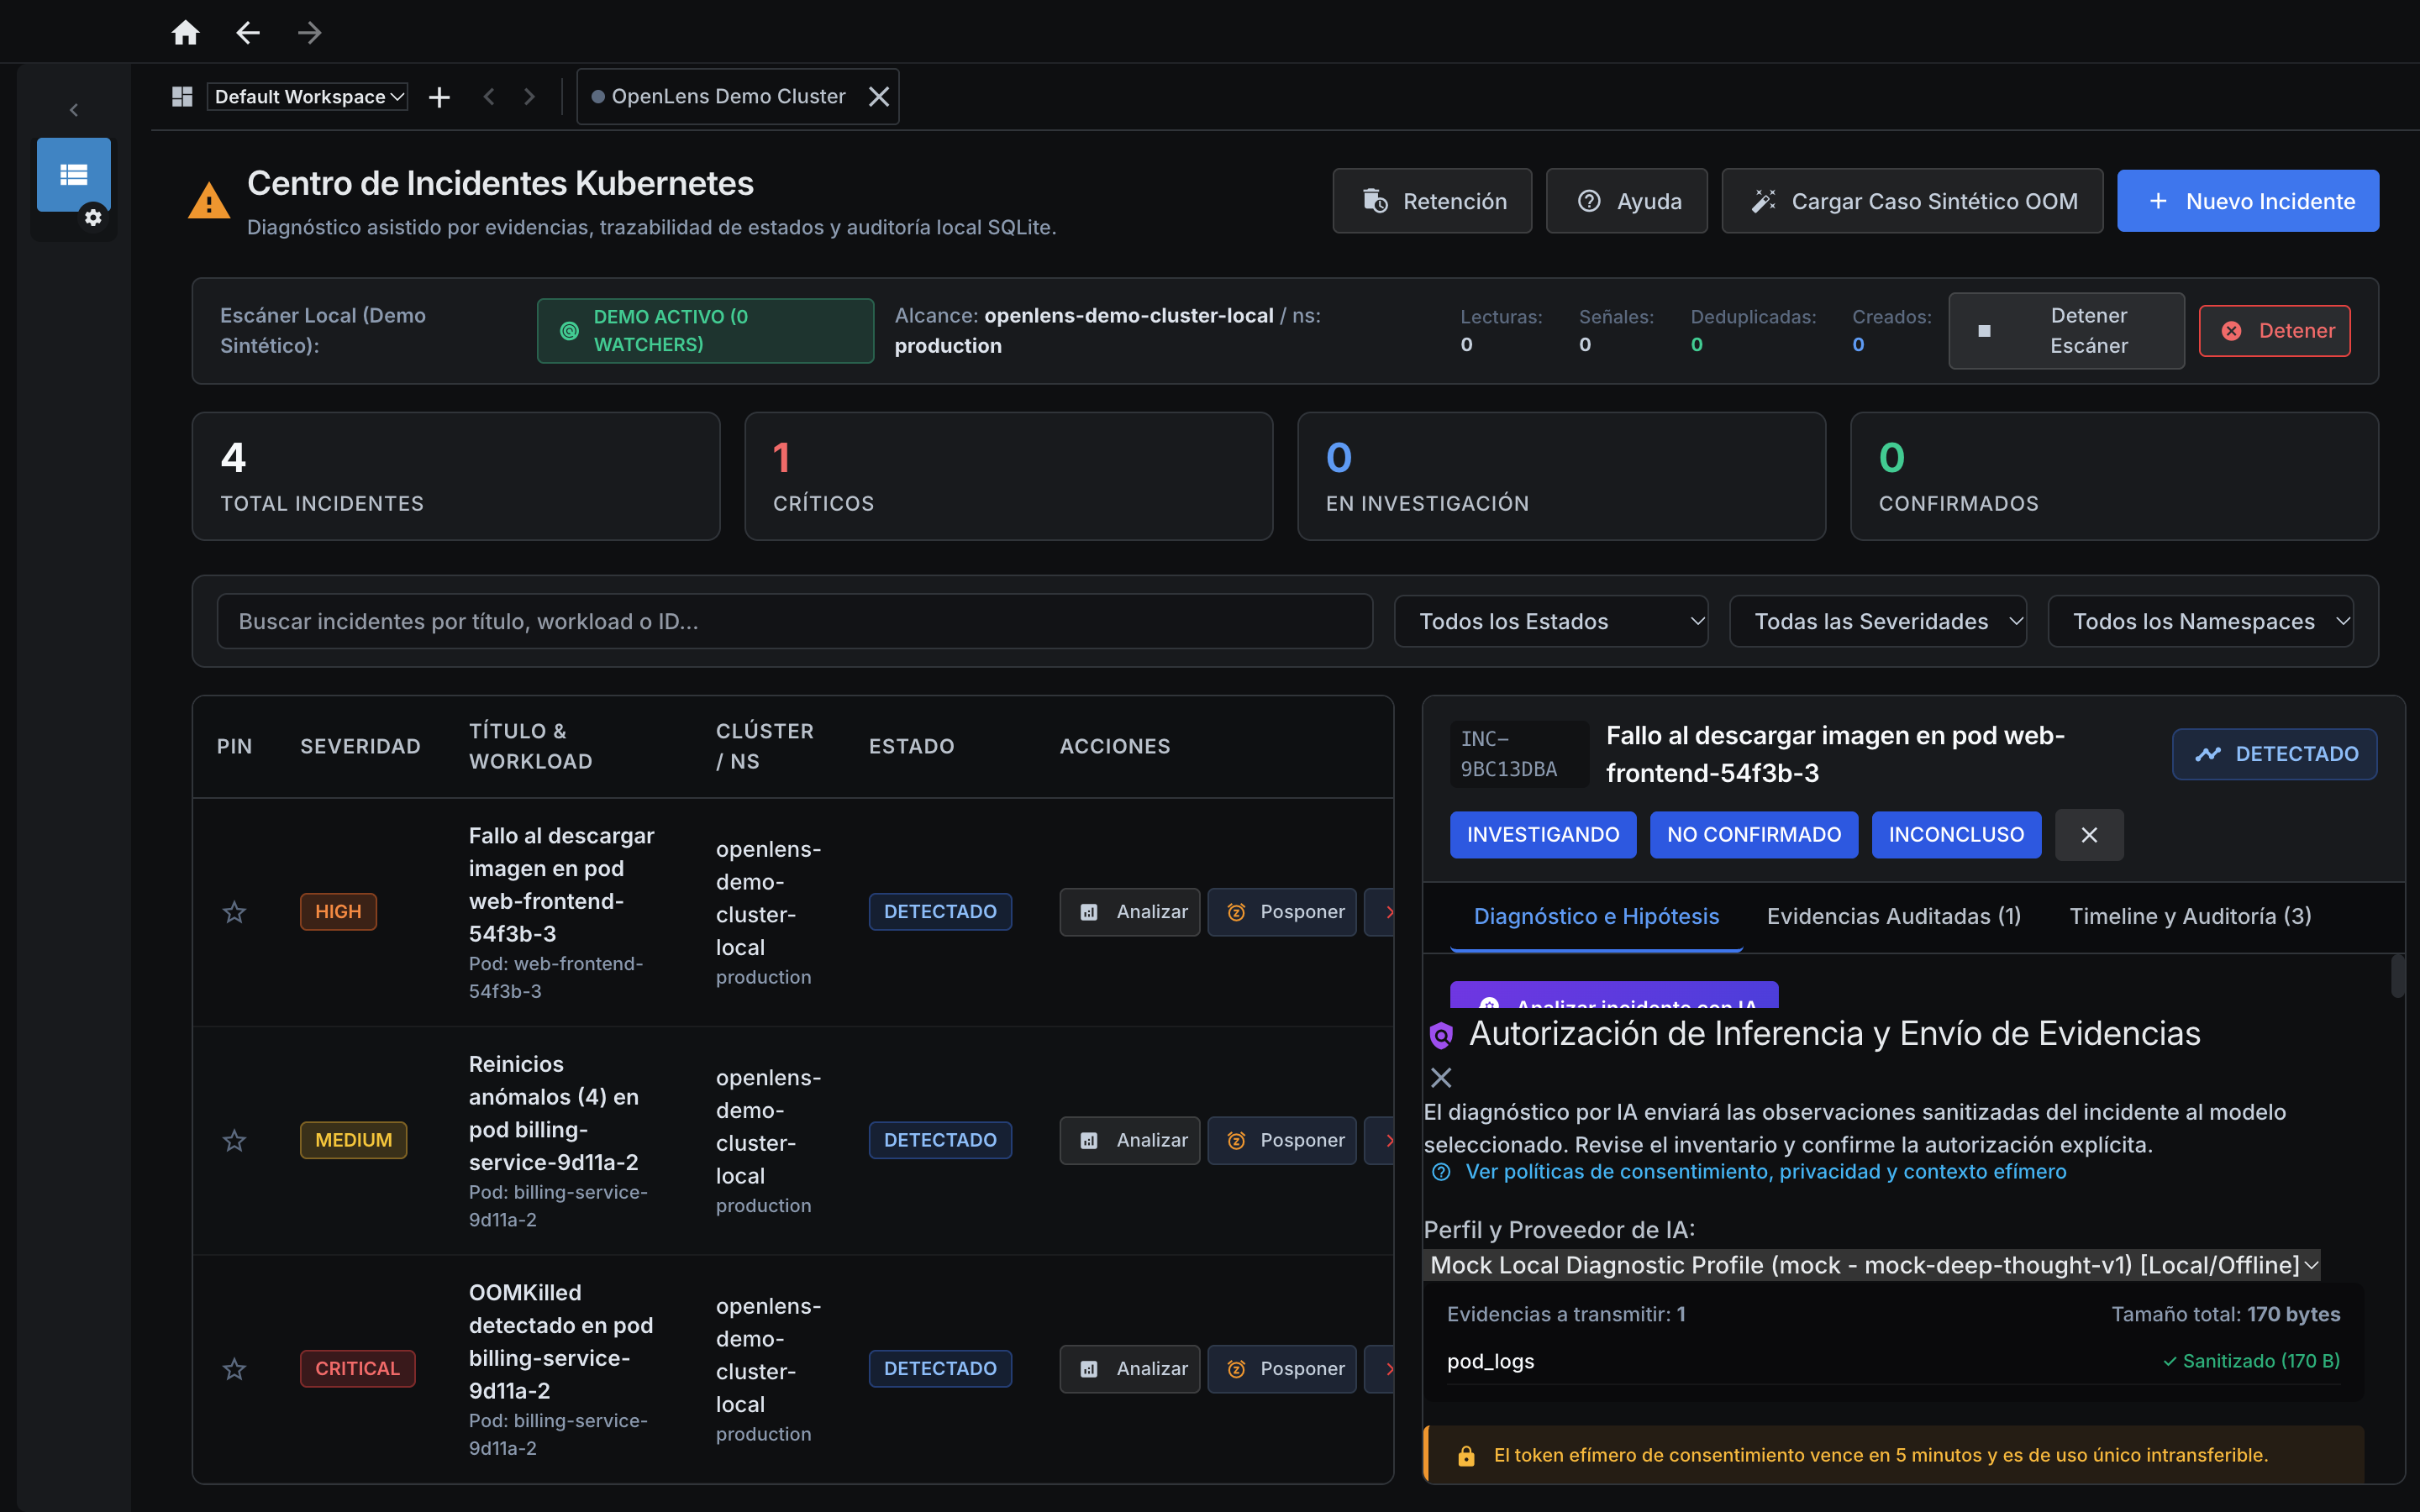 Default Workspace
OpenLens Demo Cluster
Centro de Incidentes Kubernetes
Diagnóstico asistido por evidencias, trazabilidad de estados y auditoría local SQLite.
Retención
Ayuda
Cargar Caso Sintético OOM
Nuevo Incidente
Escáner Local (Demo
Sintético):
DEMO ACTIVO (0
WATCHERS)
Alcance: openlens-demo-cluster-local / ns:
production
Lecturas:
0
Señales:
0
Deduplicadas:
0
Creados:
0
Detener
Escáner
Detener
4
TOTAL INCIDENTES
1
CRÍTICOS
0
EN INVESTIGACIÓN
0
CONFIRMADOS
Buscar incidentes por título, workload o ID...
Todos los Estados
Todas las Severidades
Todos los Namespaces
PIN
SEVERIDAD
TÍTULO &
WORKLOAD
CLÚSTER
/ NS
ESTADO
ACCIONES
HIGH
Fallo al descargar
imagen en pod
web-frontend-
54f3b-3
Pod: web-frontend-
54f3b-3
openlens-
demo-
cluster-
local
production
DETECTADO
Analizar
Posponer
MEDIUM
Reinicios
anómalos (4) en
pod billing-
service-9d11a-2
Pod: billing-service-
9d11a-2
openlens-
demo-
cluster-
local
production
DETECTADO
Analizar
Posponer
CRITICAL
OOMKilled
detectado en pod
billing-service-
9d11a-2
Pod: billing-service-
9d11a-2
openlens-
demo-
cluster-
local
production
DETECTADO
Analizar
Posponer
INC-
9BC13DBA
Fallo al descargar imagen en pod web-
frontend-54f3b-3
DETECTADO
INVESTIGANDO
NO CONFIRMADO
INCONCLUSO
Diagnóstico e Hipótesis
Evidencias Auditadas (1)
Timeline y Auditoría (3)
Analizar incidente con IA
Autorización de Inferencia y Envío de Evidencias
El diagnóstico por IA enviará las observaciones sanitizadas del incidente al modelo
seleccionado. Revise el inventario y confirme la autorización explícita.
Ver políticas de consentimiento, privacidad y contexto efímero
Perfil y Proveedor de IA:
Mock Local Diagnostic Profile (mock - mock-deep-thought-v1) [Local/Offline]
Evidencias a transmitir: 1
Tamaño total: 170 bytes
pod_logs
✓ Sanitizado (170 B)
El token efímero de consentimiento vence en 5 minutos y es de uso único intransferible.